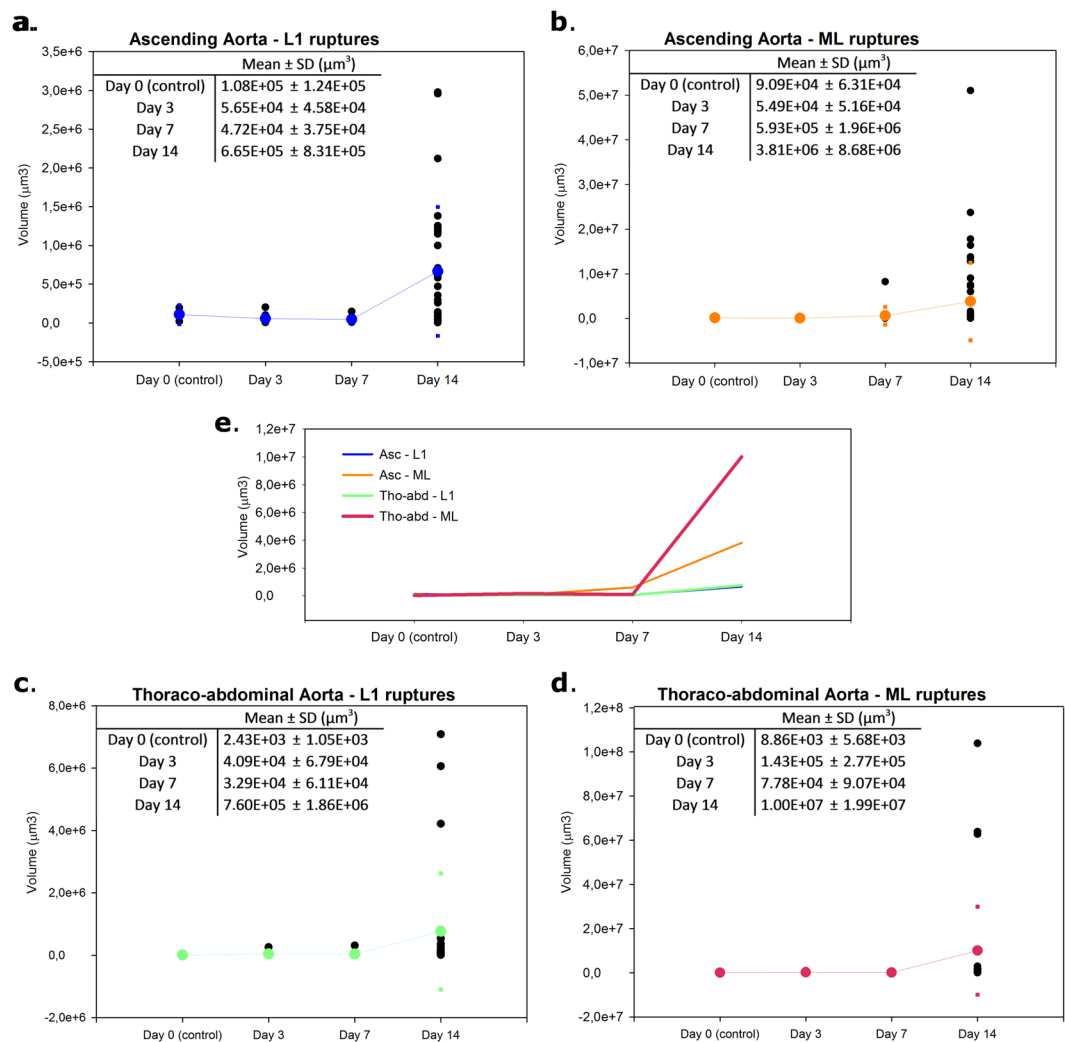 a..
Ascending Aorta - L1 ruptures
Mean ± SD (µm³)
Day 0 (control) 1.08E+05 ± 1.24E+05
Day 3 5.65E+04 ± 4.58E+04
Day 7 4.72E+04 ± 3.75E+04
Day 14 6.65E+05 ± 8.31E+05
Volume (µm3)
3,5e+6
3,0e+6
2,5e+6
2,0e+6
1,5e+6
1,0e+6
5,0e+5
0,0
-5,0e+5
Day 0 (control) Day 3 Day 7 Day 14
b.
Ascending Aorta - ML ruptures
Mean ± SD (µm³)
Day 0 (control) 9.09E+04 ± 6.31E+04
Day 3 5.49E+04 ± 5.16E+04
Day 7 5.93E+05 ± 1.96E+06
Day 14 3.81E+06 ± 8.68E+06
Volume (µm3)
6,0e+7
5,0e+7
4,0e+7
3,0e+7
2,0e+7
1,0e+7
0,0
-1,0e+7
Day 0 (control) Day 3 Day 7 Day 14
e.
Volume (µm3)
1,2e+7
1,0e+7
8,0e+6
6,0e+6
4,0e+6
2,0e+6
0,0
Asc - L1
Asc - ML
Tho-abd - L1
Tho-abd - ML
Day 0 (control) Day 3 Day 7 Day 14
c.
Thoraco-abdominal Aorta - L1 ruptures
Mean ± SD (µm³)
Day 0 (control) 2.43E+03 ± 1.05E+03
Day 3 4.09E+04 ± 6.79E+04
Day 7 3.29E+04 ± 6.11E+04
Day 14 7.60E+05 ± 1.86E+06
Volume (µm3)
8,0e+6
6,0e+6
4,0e+6
2,0e+6
0,0
-2,0e+6
Day 0 (control) Day 3 Day 7 Day 14
d.
Thoraco-abdominal Aorta - ML ruptures
Mean ± SD (µm³)
Day 0 (control) 8.86E+03 ± 5.68E+03
Day 3 1.43E+05 ± 2.77E+05
Day 7 7.78E+04 ± 9.07E+04
Day 14 1.00E+07 ± 1.99E+07
Volume (µm3)
1,2e+8
1,0e+8
8,0e+7
6,0e+7
4,0e+7
2,0e+7
0,0
-2,0e+7
Day 0 (control) Day 3 Day 7 Day 14